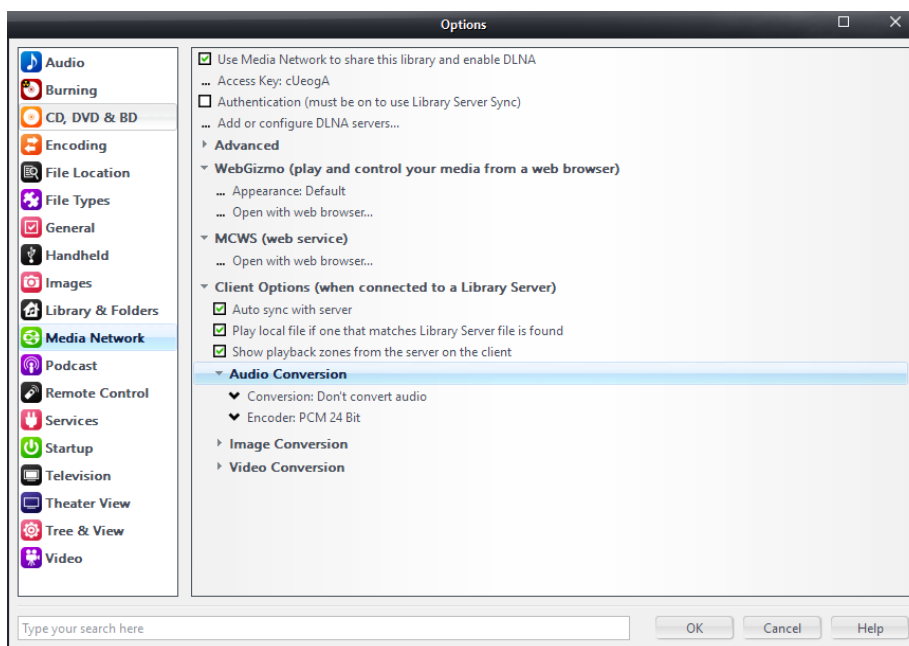 Options
Audio
Burning
CD, DVD & BD
Encoding
File Location
File Types
General
Handheld
Images
Library & Folders
Media Network
Podcast
Remote Control
Services
Startup
Television
Theater View
Tree & View
Video
Use Media Network to share this library and enable DLNA
... Access Key: cUeogA
Authentication (must be on to use Library Server Sync)
... Add or configure DLNA servers...
Advanced
WebGizmo (play and control your media from a web browser)
... Appearance: Default
... Open with web browser...
MCWS (web service)
... Open with web browser...
Client Options (when connected to a Library Server)
Auto sync with server
Play local file if one that matches Library Server file is found
Show playback zones from the server on the client
Audio Conversion
Conversion: Don't convert audio
Encoder: PCM 24 Bit
Image Conversion
Video Conversion
Type your search here
OK Cancel Help